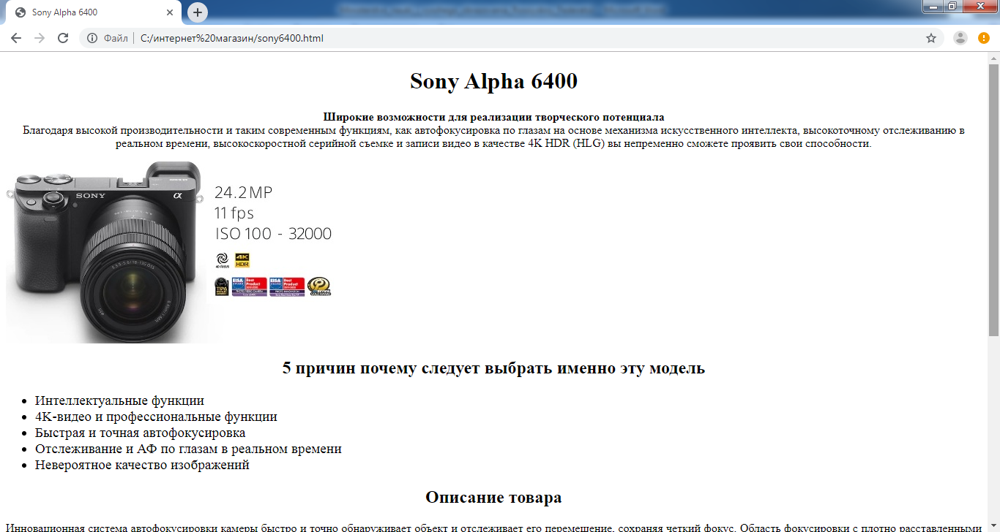 Sony Alpha 6400
Файл
C:/интернет%20магазин/sony6400.html
Sony Alpha 6400
Широкие возможности для реализации творческого потенциала
Благодаря высокой производительности и таким современным функциям, как автофокусировка по глазам на основе механизма искусственного интеллекта, высокоточному отслеживанию в
реальном времени, высокоскоростной серийной съемке и записи видео в качестве 4K HDR (HLG) вы непременно сможете проявить свои способности.
SONY α
24.2 MP
11 fps
ISO 100 - 32000
4D FOCUS
4K HDR
TIPA
EISA AWARD Best Product
EISA AWARD Best Product
5 причин почему следует выбрать именно эту модель
• Интеллектуальные функции
• 4K-видео и профессиональные функции
• Быстрая и точная автофокусировка
• Отслеживание и АФ по глазам в реальном времени
• Невероятное качество изображений
Описание товара
Инновационная система автофокусировки камеры быстро и точно обнаруживает объект и отслеживает его перемещение, сохраняя четкий фокус. Область фокусировки с плотно расставленными